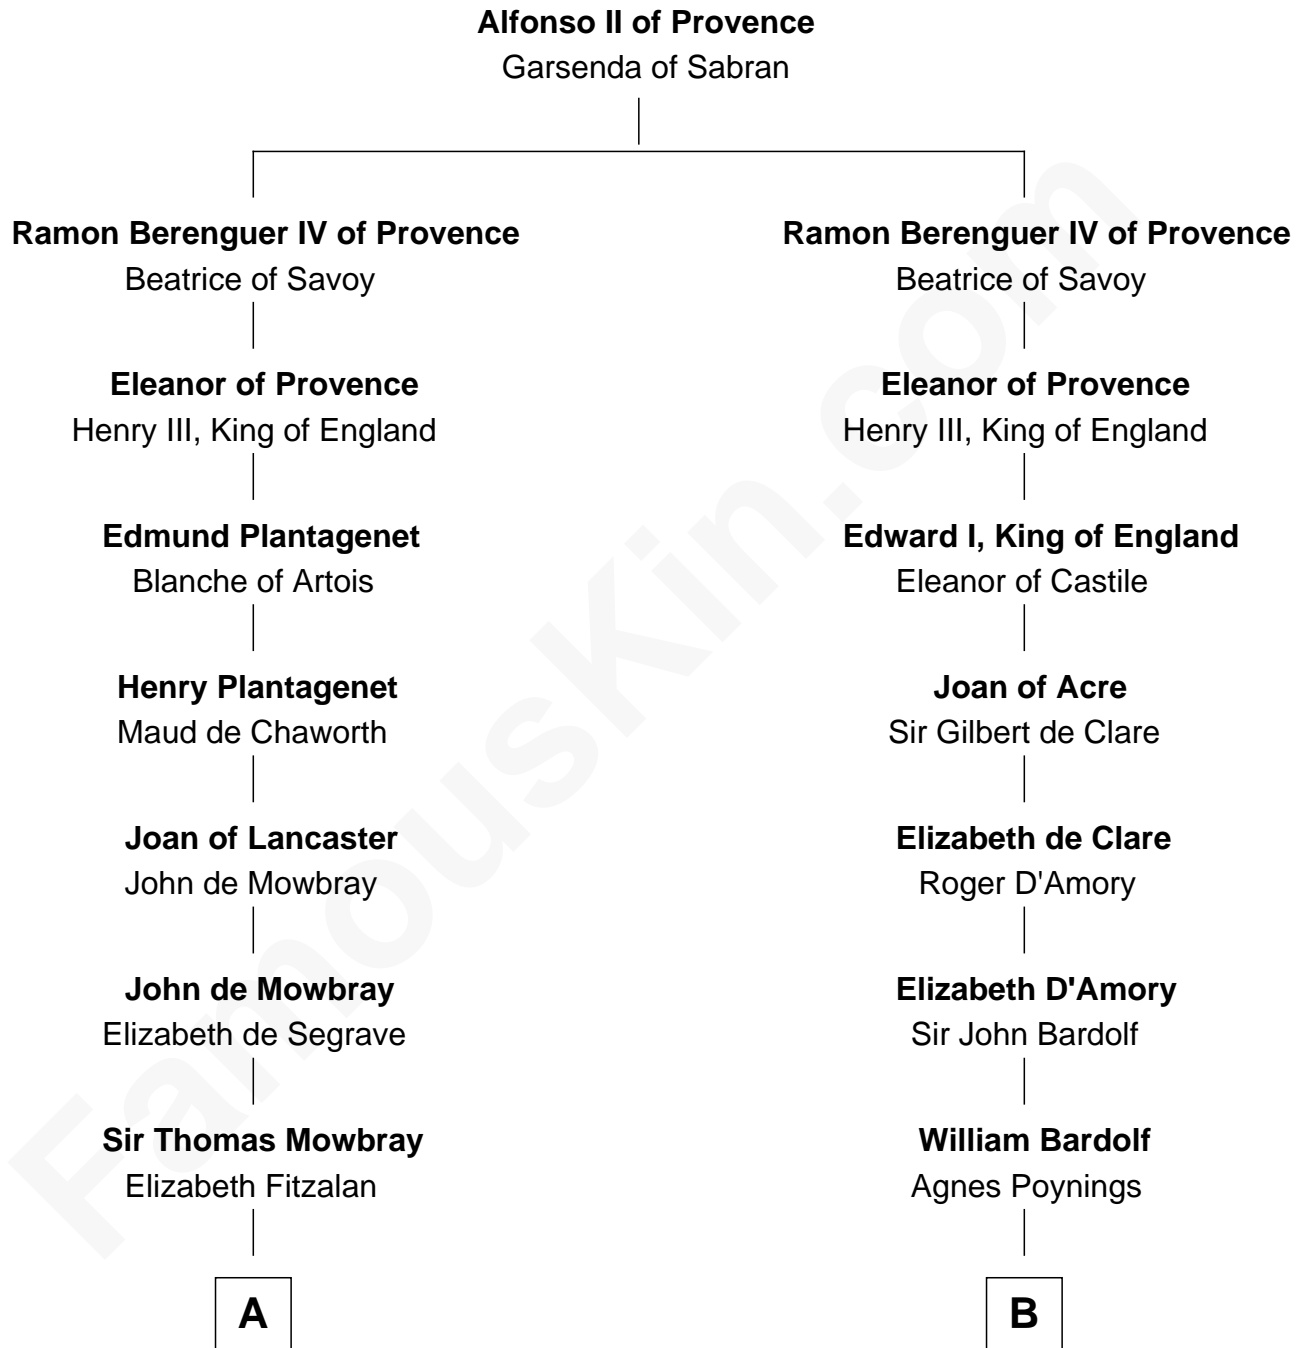 Alfonso II of Provence
Garsenda of Sabran
Ramon Berenguer IV of Provence
Beatrice of Savoy
Eleanor of Provence
Henry III, King of England
Edmund Plantagenet
Blanche of Artois
Henry Plantagenet
Maud de Chaworth
Joan of Lancaster
John de Mowbray
John de Mowbray
Elizabeth de Segrave
Sir Thomas Mowbray
Elizabeth Fitzalan
A
Ramon Berenguer IV of Provence
Beatrice of Savoy
Eleanor of Provence
Henry III, King of England
Edward I, King of England
Eleanor of Castile
Joan of Acre
Sir Gilbert de Clare
Elizabeth de Clare
Roger D'Amory
Elizabeth D'Amory
Sir John Bardolf
William Bardolf
Agnes Poynings
B
FamousKin.com